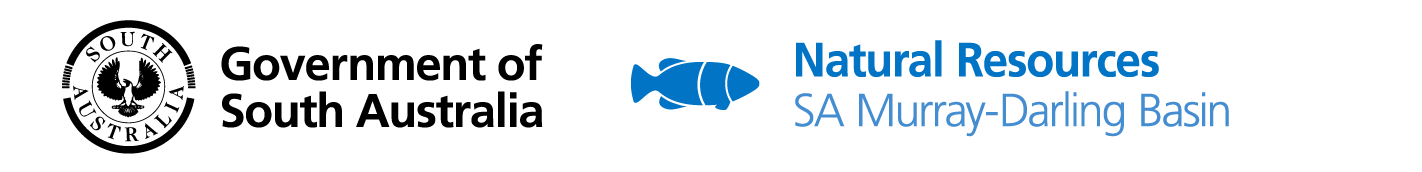 SOUTH
AUSTRALIA
Government of
South Australia
Natural Resources
SA Murray-Darling Basin